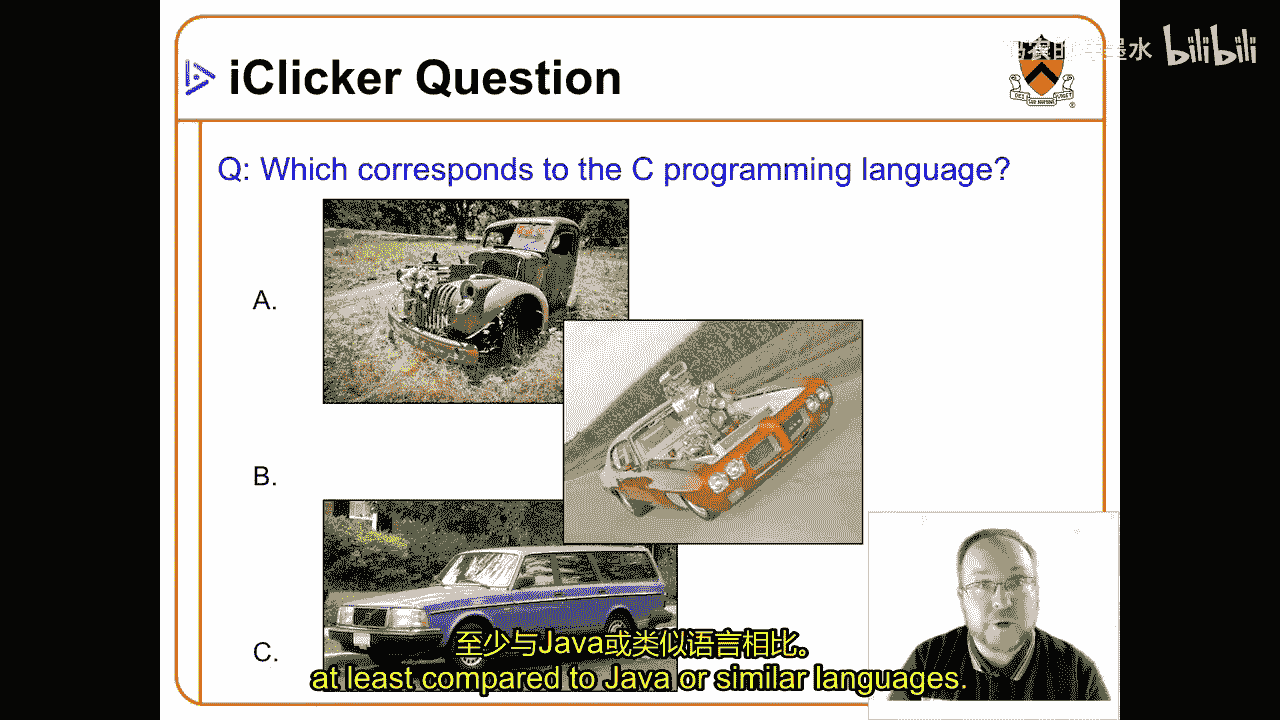 bilibili
iClicker Question
Q: Which corresponds to the C programming language?
A.
B.
C.
至少与Java或类似语言相比。
at least compared to Java or similar languages.